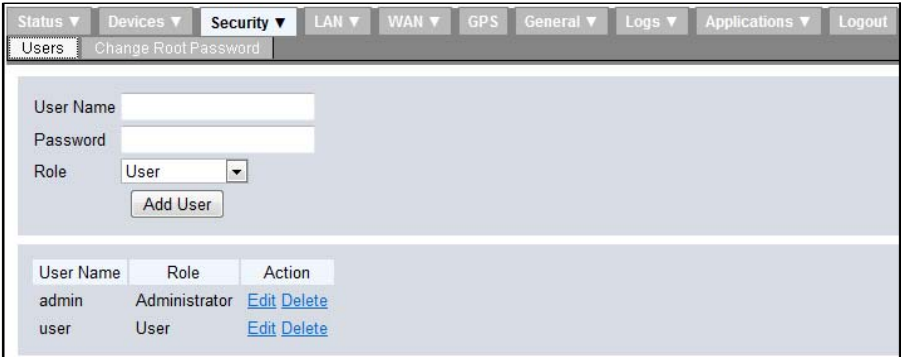 Status ▼ Devices ▼ Security ▼ LAN ▼ WAN ▼ GPS General ▼ Logs ▼ Applications ▼ Logout
Users Change Root Password
User Name
Password
Role User
Add User
User Name Role Action
admin Administrator Edit Delete
user User Edit Delete